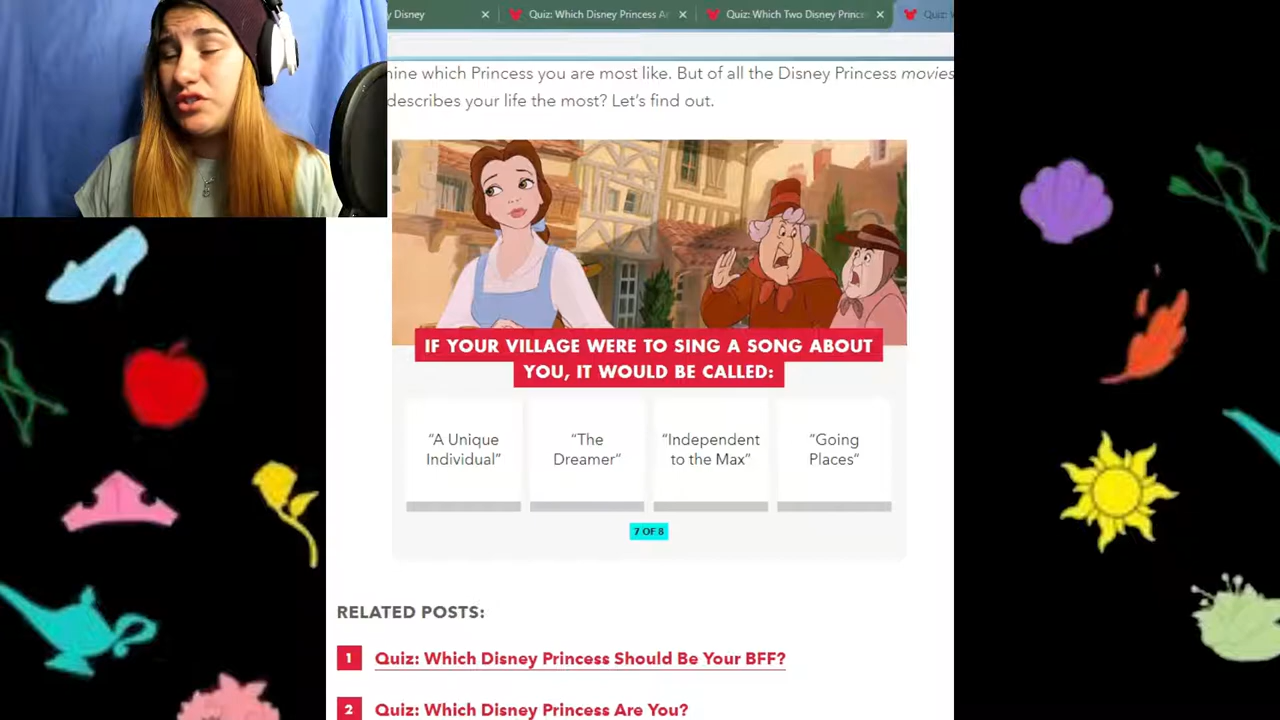 y Disney
Quiz: Which Disney Princess Ar
Quiz: Which Two Disney Prince
Quiz: W
nine which Princess you are most like. But of all the Disney Princess movies
describes your life the most? Let's find out.
IF YOUR VILLAGE WERE TO SING A SONG ABOUT
YOU, IT WOULD BE CALLED:
"A Unique
Individual"
"The
Dreamer"
"Independent
to the Max"
"Going
Places"
7 OF 8
RELATED POSTS:
1 Quiz: Which Disney Princess Should Be Your BFF?
2 Quiz: Which Disney Princess Are You?